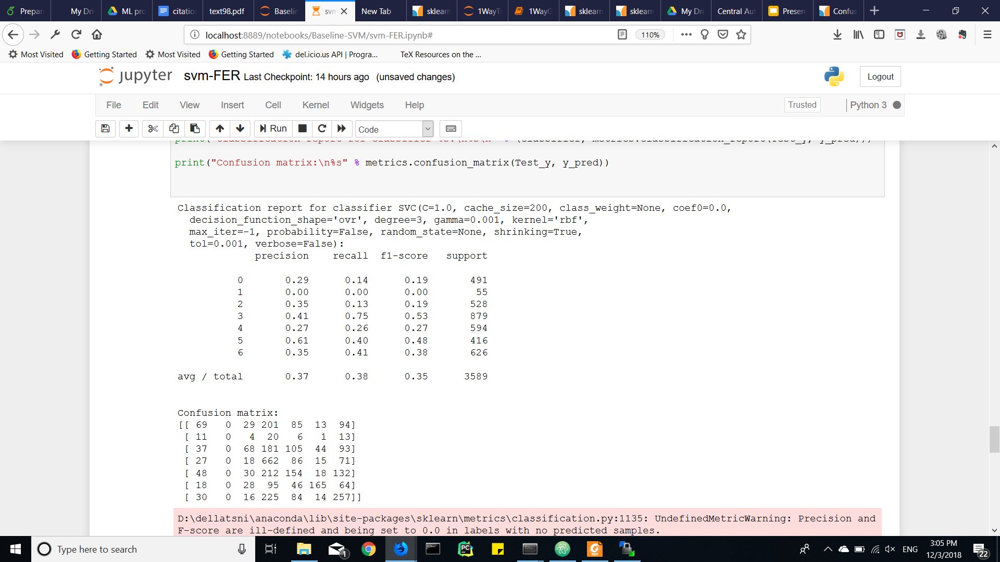 Prepar My Dri ML pro citatio text98.pdf Baselin svm New Tab sklearn 1WayT 1WayG sklearn sklearn My Dri Central Aut Present Confus
localhost:8889/notebooks/Baseline-SVM/svm-FER.ipynb# 110%
Most Visited Getting Started Most Visited Getting Started del.icio.us API | Progra... TeX Resources on the ...
jupyter svm-FER Last Checkpoint: 14 hours ago (unsaved changes) Logout
File Edit View Insert Cell Kernel Widgets Help Trusted Python 3
Run Code
print("Confusion matrix:\n%s" % metrics.confusion_matrix(Test_y, y_pred))
Classification report for classifier SVC(C=1.0, cache_size=200, class_weight=None, coef0=0.0,
decision_function_shape='ovr', degree=3, gamma=0.001, kernel='rbf',
max_iter=-1, probability=False, random_state=None, shrinking=True,
tol=0.001, verbose=False):
precision recall f1-score support
0 0.29 0.14 0.19 491
1 0.00 0.00 0.00 55
2 0.35 0.13 0.19 528
3 0.41 0.75 0.53 879
4 0.27 0.26 0.27 594
5 0.61 0.40 0.48 416
6 0.35 0.41 0.38 626
avg / total 0.37 0.38 0.35 3589
Confusion matrix:
[[ 69 0 29 201 85 13 94]
[ 11 0 4 20 6 1 13]
[ 37 0 68 181 105 44 93]
[ 27 0 18 662 86 15 71]
[ 48 0 30 212 154 18 132]
[ 18 0 28 95 46 165 64]
[ 30 0 16 225 84 14 257]]
D:\dellatsni\anaconda\lib\site-packages\sklearn\metrics\classification.py:1135: UndefinedMetricWarning: Precision and
F-score are ill-defined and being set to 0.0 in labels with no predicted samples.
Type here to search 1 PC PDF ENG 3:05 PM
12/3/2018 22